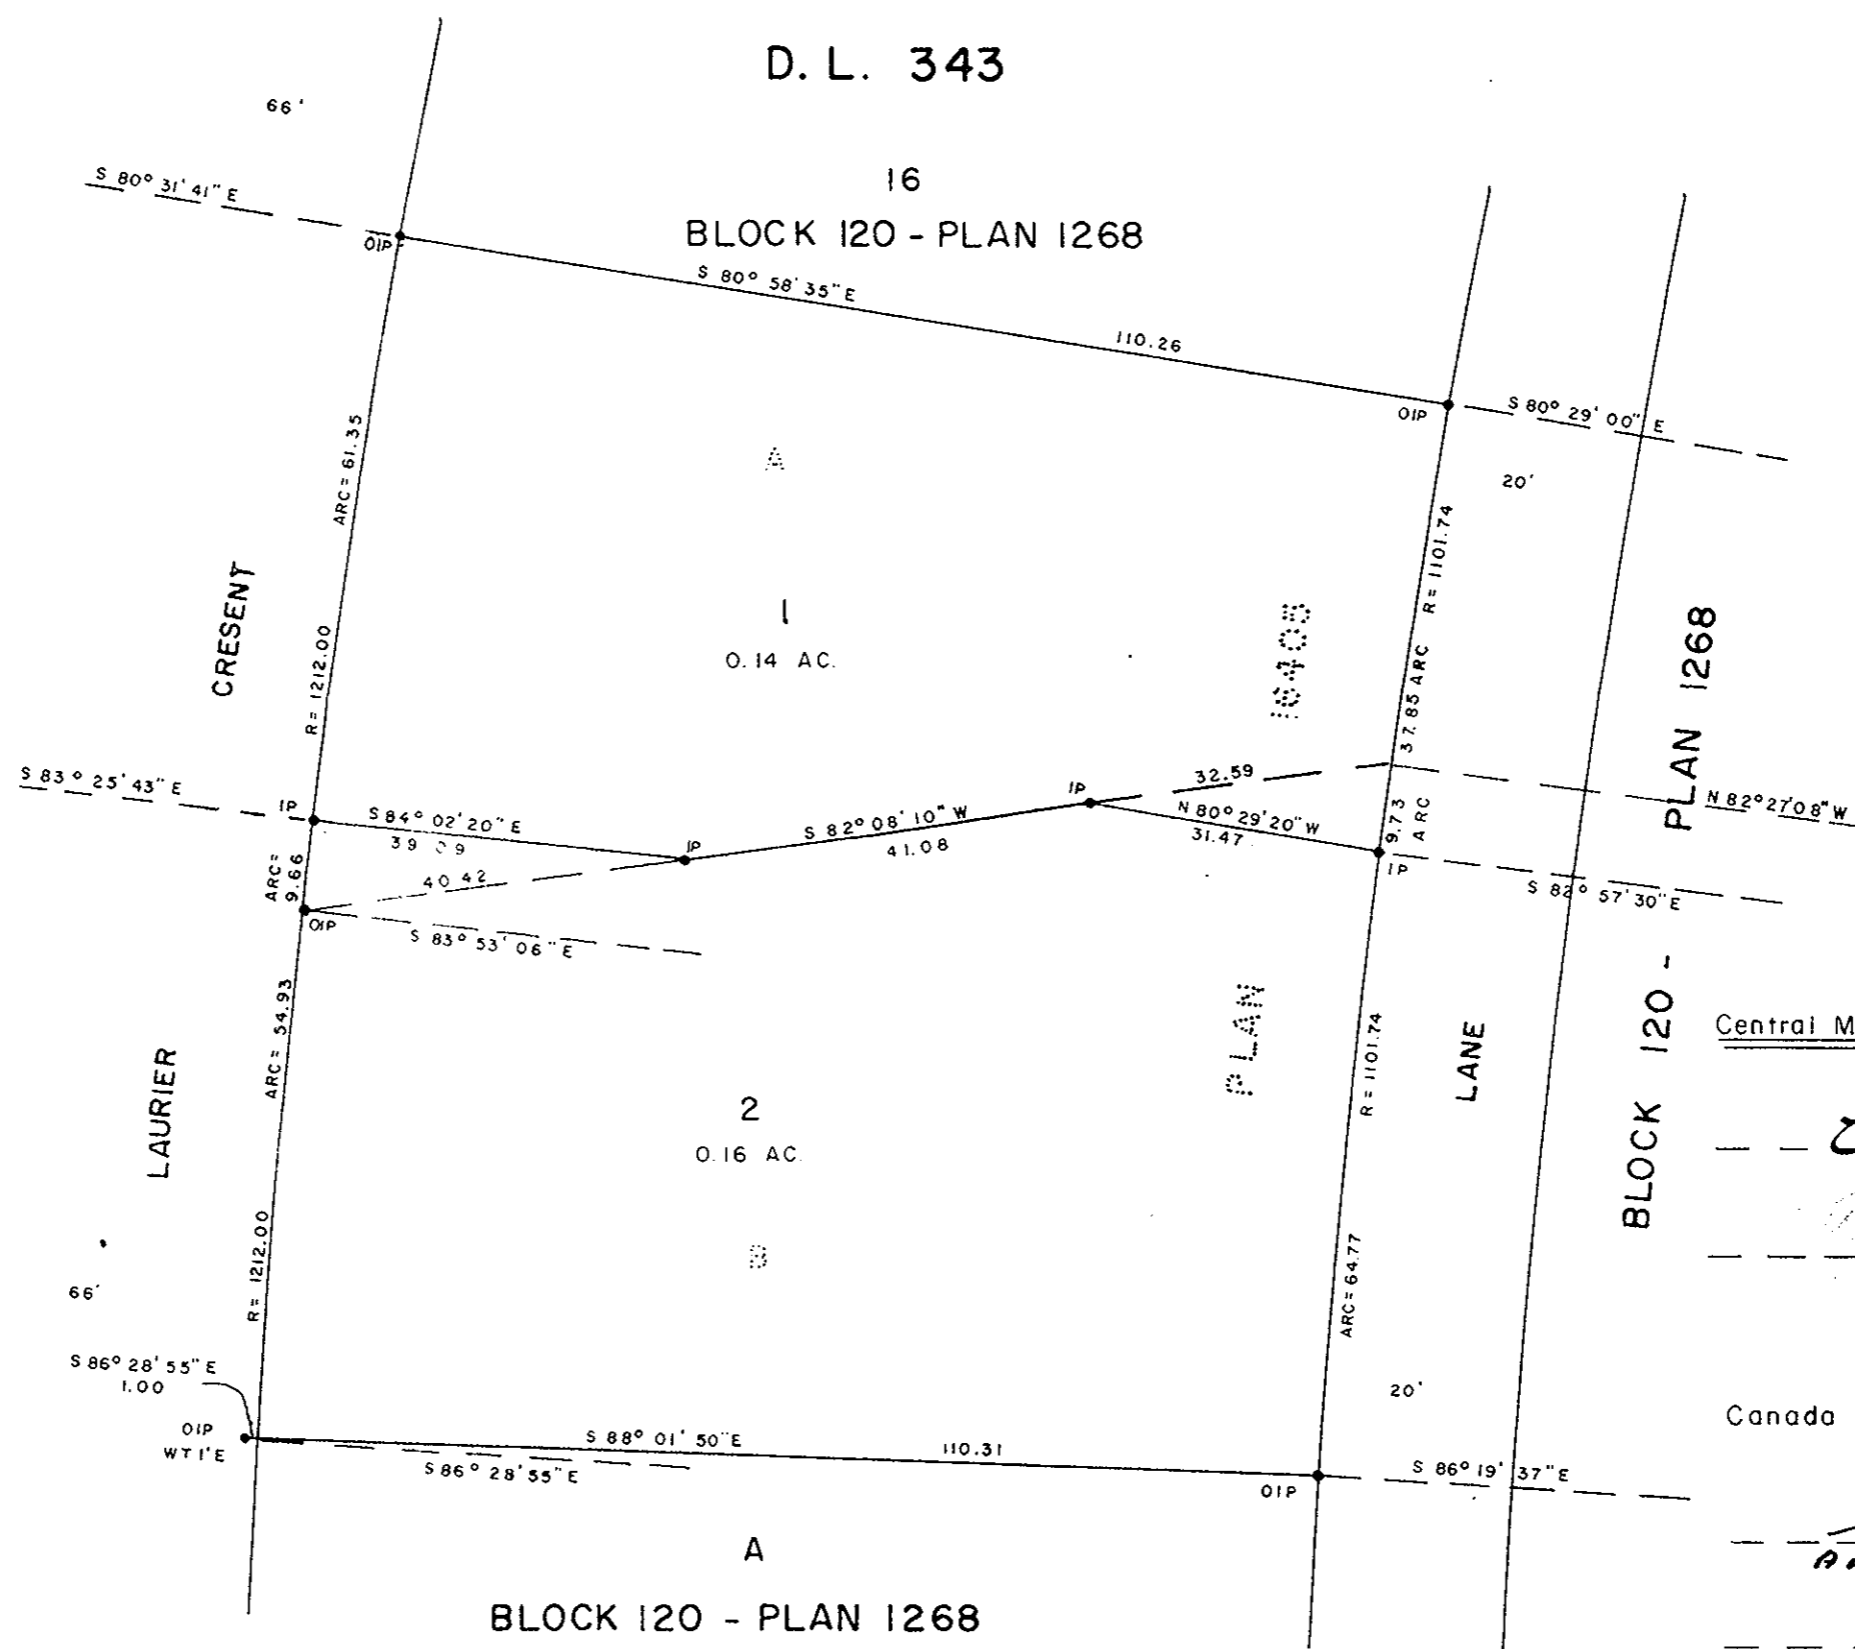 D. L. 343
66'
S 80° 31' 41" E
16
BLOCK 120 - PLAN 1268
OIP
S 80° 58' 35" E
110.26
OIP
S 80° 29' 00" E
20'
ARC = 61.35
A
R = 1101.74
CRESENT
1
0.14 AC.
16405
R = 1212.00
37.85 ARC
PLAN 1268
S 83° 25' 43" E
IP
S 84° 02' 20" E
39.09
IP
S 82° 08' 10" W
41.08
IP
32.59
N 80° 29' 20" W
31.47
9.73
ARC
N 82° 27' 08" W
IP
S 82° 57' 30" E
ARC =
9.66
40.42
OIP
S 83° 53' 06" E
ARC = 54.93
PLAN
R = 1101.74
LANE
BLOCK 120 -
Central M
LAURIER
2
0.16 AC.
B
R = 1212.00
ARC = 64.77
66'
S 86° 28' 55" E
1.00
20'
Canada
OIP
WT 1' E
S 88° 01' 50" E
110.31
S 86° 28' 55" E
OIP
S 86° 19' 37" E
A
BLOCK 120 - PLAN 1268